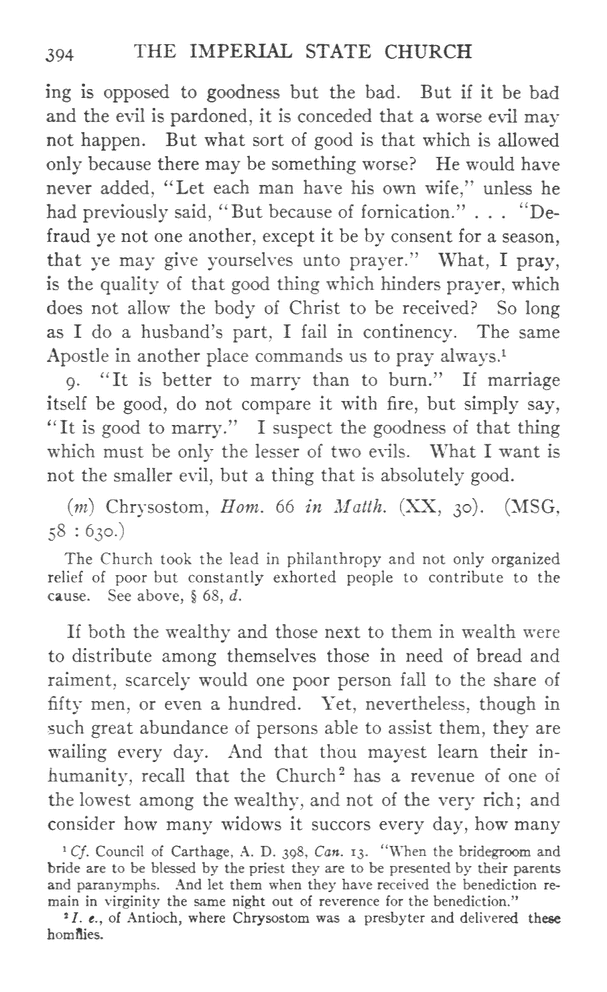 394 THE IMPERIAL STATE CHURCH
ing is opposed to goodness but the bad. But if it be bad
and the evil is pardoned, it is conceded that a worse evil may
not happen. But what sort of good is that which is allowed
only because there may be something worse? He would have
never added, “Let each man have his own wife,” unless he
had previously said, “But because of fornication.” . . . “De-
fraud ye not one another, except it be by consent for a season,
that ye may give yourselves unto prayer.” What, I pray,
is the quality of that good thing which hinders prayer, which
does not allow the body of Christ to be received? So long
as I do a husband’s part, I fail in continency. The same
Apostle in another place commands us to pray always.¹
9. “It is better to marry than to burn.” If marriage
itself be good, do not compare it with fire, but simply say,
“It is good to marry.” I suspect the goodness of that thing
which must be only the lesser of two evils. What I want is
not the smaller evil, but a thing that is absolutely good.
(m) Chrysostom, Hom. 66 in Matth. (XX, 30). (MSG,
58 : 630.)
The Church took the lead in philanthropy and not only organized
relief of poor but constantly exhorted people to contribute to the
cause. See above, § 68, d.
If both the wealthy and those next to them in wealth were
to distribute among themselves those in need of bread and
raiment, scarcely would one poor person fall to the share of
fifty men, or even a hundred. Yet, nevertheless, though in
such great abundance of persons able to assist them, they are
wailing every day. And that thou mayest learn their in-
humanity, recall that the Church² has a revenue of one of
the lowest among the wealthy, and not of the very rich; and
consider how many widows it succors every day, how many
¹ Cf. Council of Carthage, A. D. 398, Can. 13. “When the bridegroom and
bride are to be blessed by the priest they are to be presented by their parents
and paranymphs. And let them when they have received the benediction re-
main in virginity the same night out of reverence for the benediction.”
² I. e., of Antioch, where Chrysostom was a presbyter and delivered these
homilies.